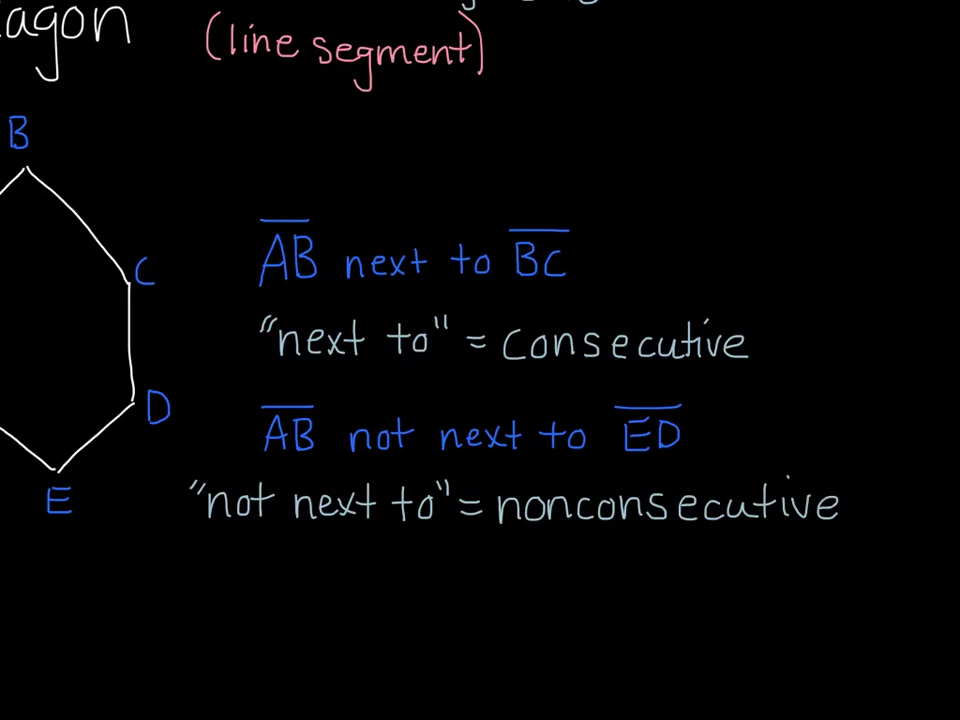 agon
(line segment)
B
C
AB next to BC
"next to" = consecutive
D
AB not next to ED
E
"not next to" = nonconsecutive